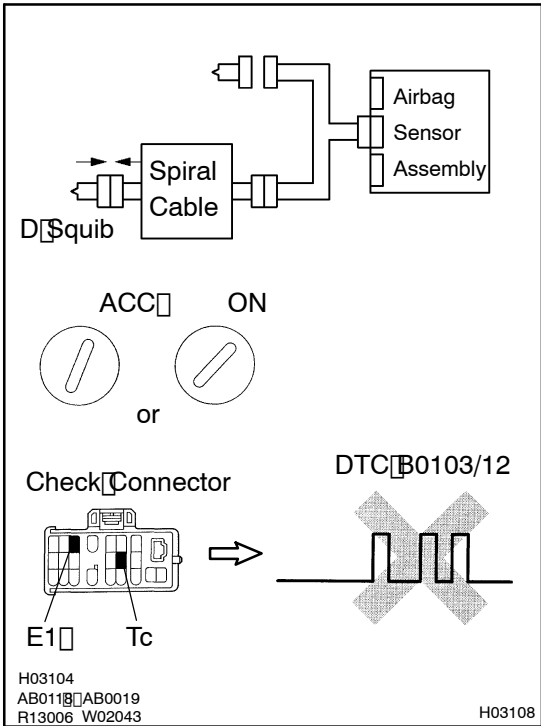 Airbag
Sensor
Assembly
Spiral
Cable
D Squib
ACC ON
or
DTC B0103/12
Check Connector
E1 Tc
H03104
AB0118 AB0019
R13006 W02043
H03108